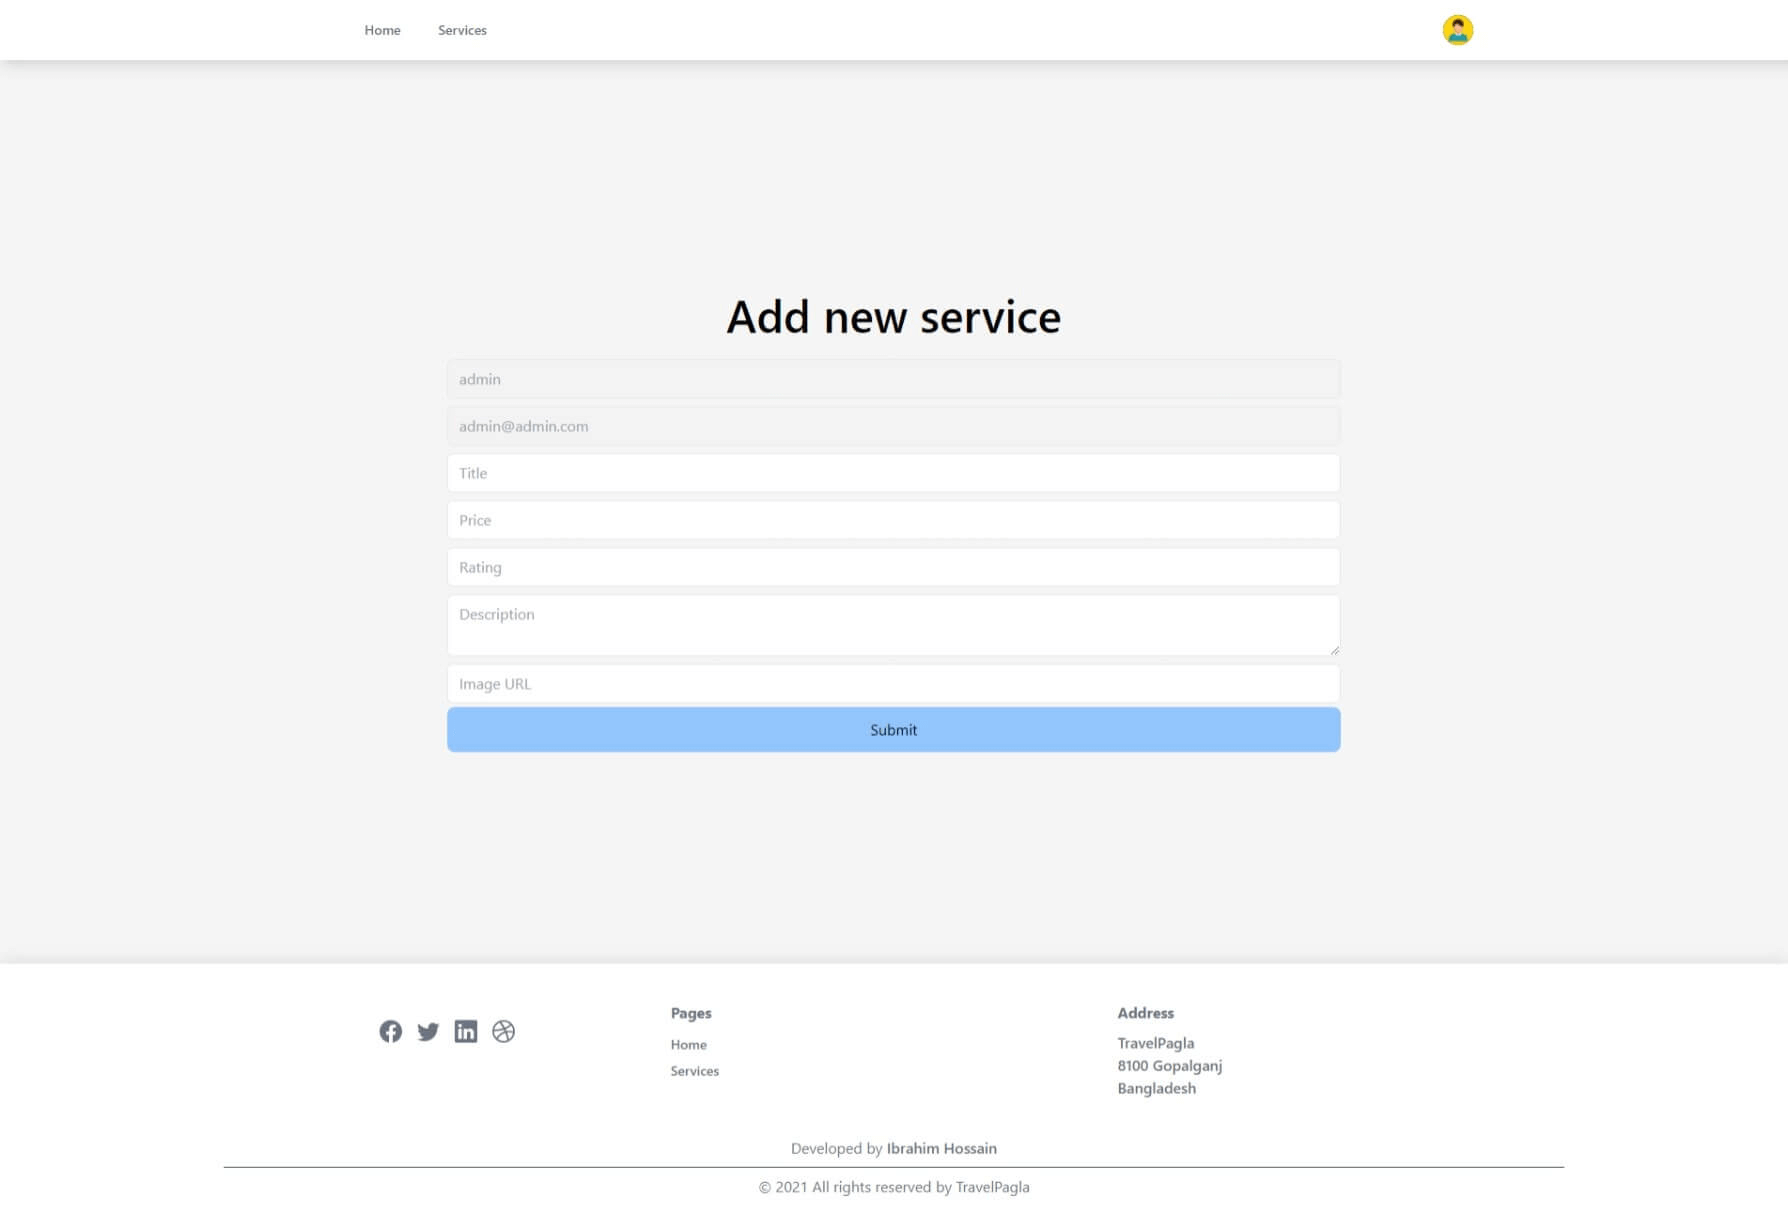 Home
Services
Add new service
admin
admin@admin.com
Title
Price
Rating
Description
Image URL
Submit
Pages
Home
Services
Address
TravelPagla
8100 Gopalganj
Bangladesh
Developed by Ibrahim Hossain
© 2021 All rights reserved by TravelPagla